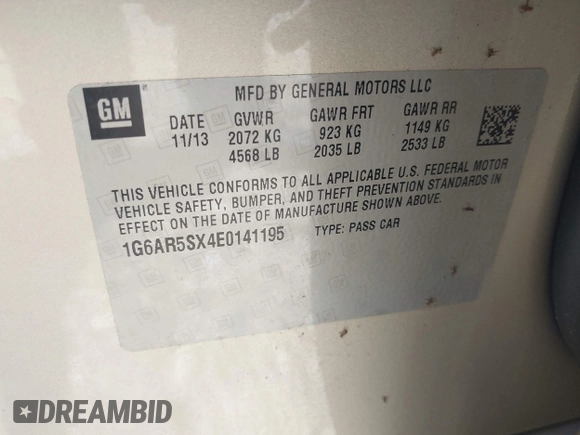 GM
MFD BY GENERAL MOTORS LLC
DATE GVWR GAWR FRT GAWR RR
11/13 2072 KG 923 KG 1149 KG
4568 LB 2035 LB 2533 LB
THIS VEHICLE CONFORMS TO ALL APPLICABLE U.S. FEDERAL MOTOR
VEHICLE SAFETY, BUMPER, AND THEFT PREVENTION STANDARDS IN
EFFECT ON THE DATE OF MANUFACTURE SHOWN ABOVE.
1G6AR5SX4E0141195 TYPE: PASS CAR
DREAMBID